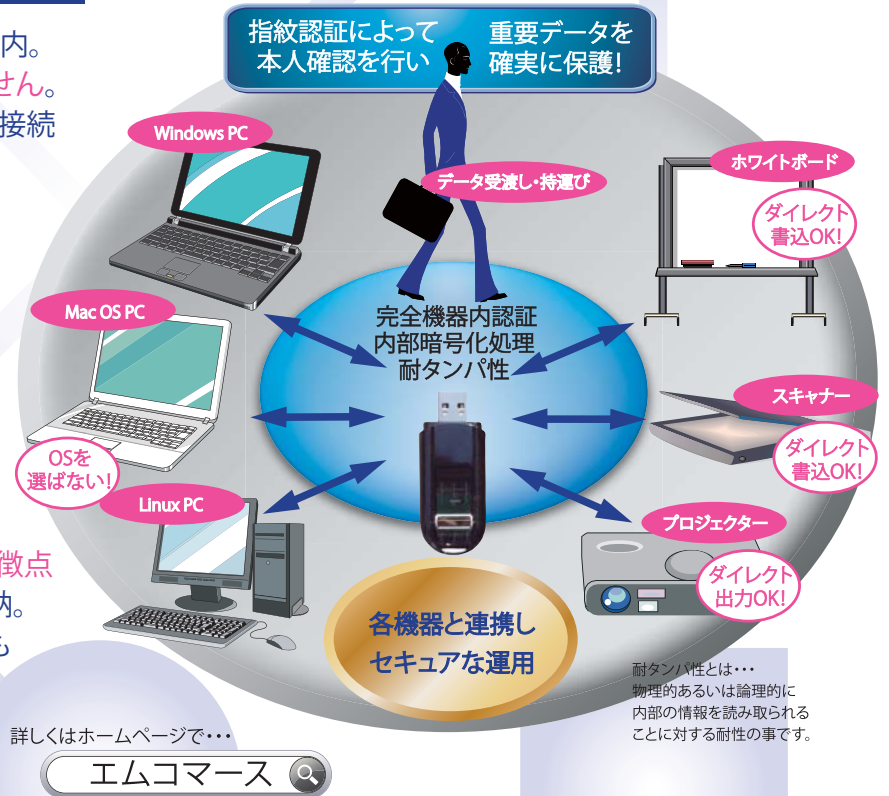 指紋認証によって
本人確認を行い
重要データを
確実に保護!
内。
せん。
接続
Windows PC
データ受渡し・持運び
ホワイトボード
ダイレクト
書込OK!
Mac OS PC
完全機器内認証
内部暗号化処理
耐タンパ性
スキャナー
ダイレクト
書込OK!
OSを
選ばない!
Linux PC
プロジェクター
ダイレクト
出力OK!
徴点
納。
も
各機器と連携し
セキュアな運用
耐タンパ性とは・・・
物理的あるいは論理的に
内部の情報を読み取られる
ことに対する耐性の事です。
詳しくはホームページで・・・
エムコマース